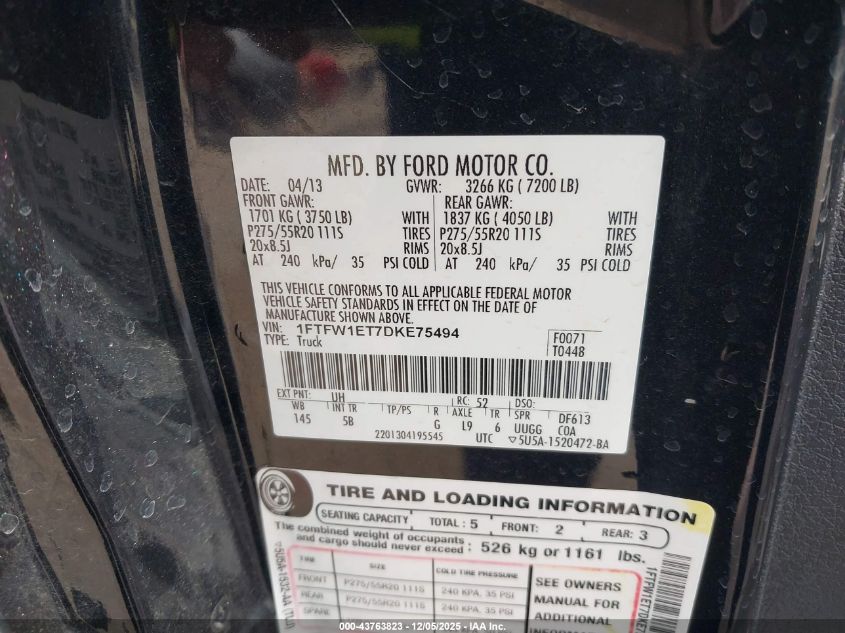 MFD. BY FORD MOTOR CO.
DATE: 04/13 GVWR: 3266 KG ( 7200 LB)
FRONT GAWR: REAR GAWR:
1701 KG ( 3750 LB) WITH 1837 KG ( 4050 LB) WITH
P275/55R20 111S TIRES P275/55R20 111S TIRES
20x8.5J RIMS 20x8.5J RIMS
AT 240 kPa/ 35 PSI COLD AT 240 kPa/ 35 PSI COLD
THIS VEHICLE CONFORMS TO ALL APPLICABLE FEDERAL MOTOR
VEHICLE SAFETY STANDARDS IN EFFECT ON THE DATE OF
MANUFACTURE SHOWN ABOVE.
VIN: 1FTFW1ET7DKE75494 F0071
TYPE: Truck T0448
EXT PNT: UH RC: 52 DSO:
WB INT TR TP/PS R AXLE TR SPR DF613
145 5B G L9 6 UUGG COA
2201304195545 UTC ▽5U5A-1520472-BA
TIRE AND LOADING INFORMATION
SEATING CAPACITY TOTAL : 5 FRONT: 2 REAR: 3
The combined weight of occupants
and cargo should never exceed : 526 kg or 1161 lbs.
TIRE SIZE COLD TIRE PRESSURE
FRONT P275/55R20 111S 240 KPA, 35 PSI
REAR P275/55R20 111S 240 KPA, 35 PSI
SPARE
SEE OWNERS
MANUAL FOR
ADDITIONAL
INFORMATION
000-43763823 - 12/05/2025 - IAAI.com